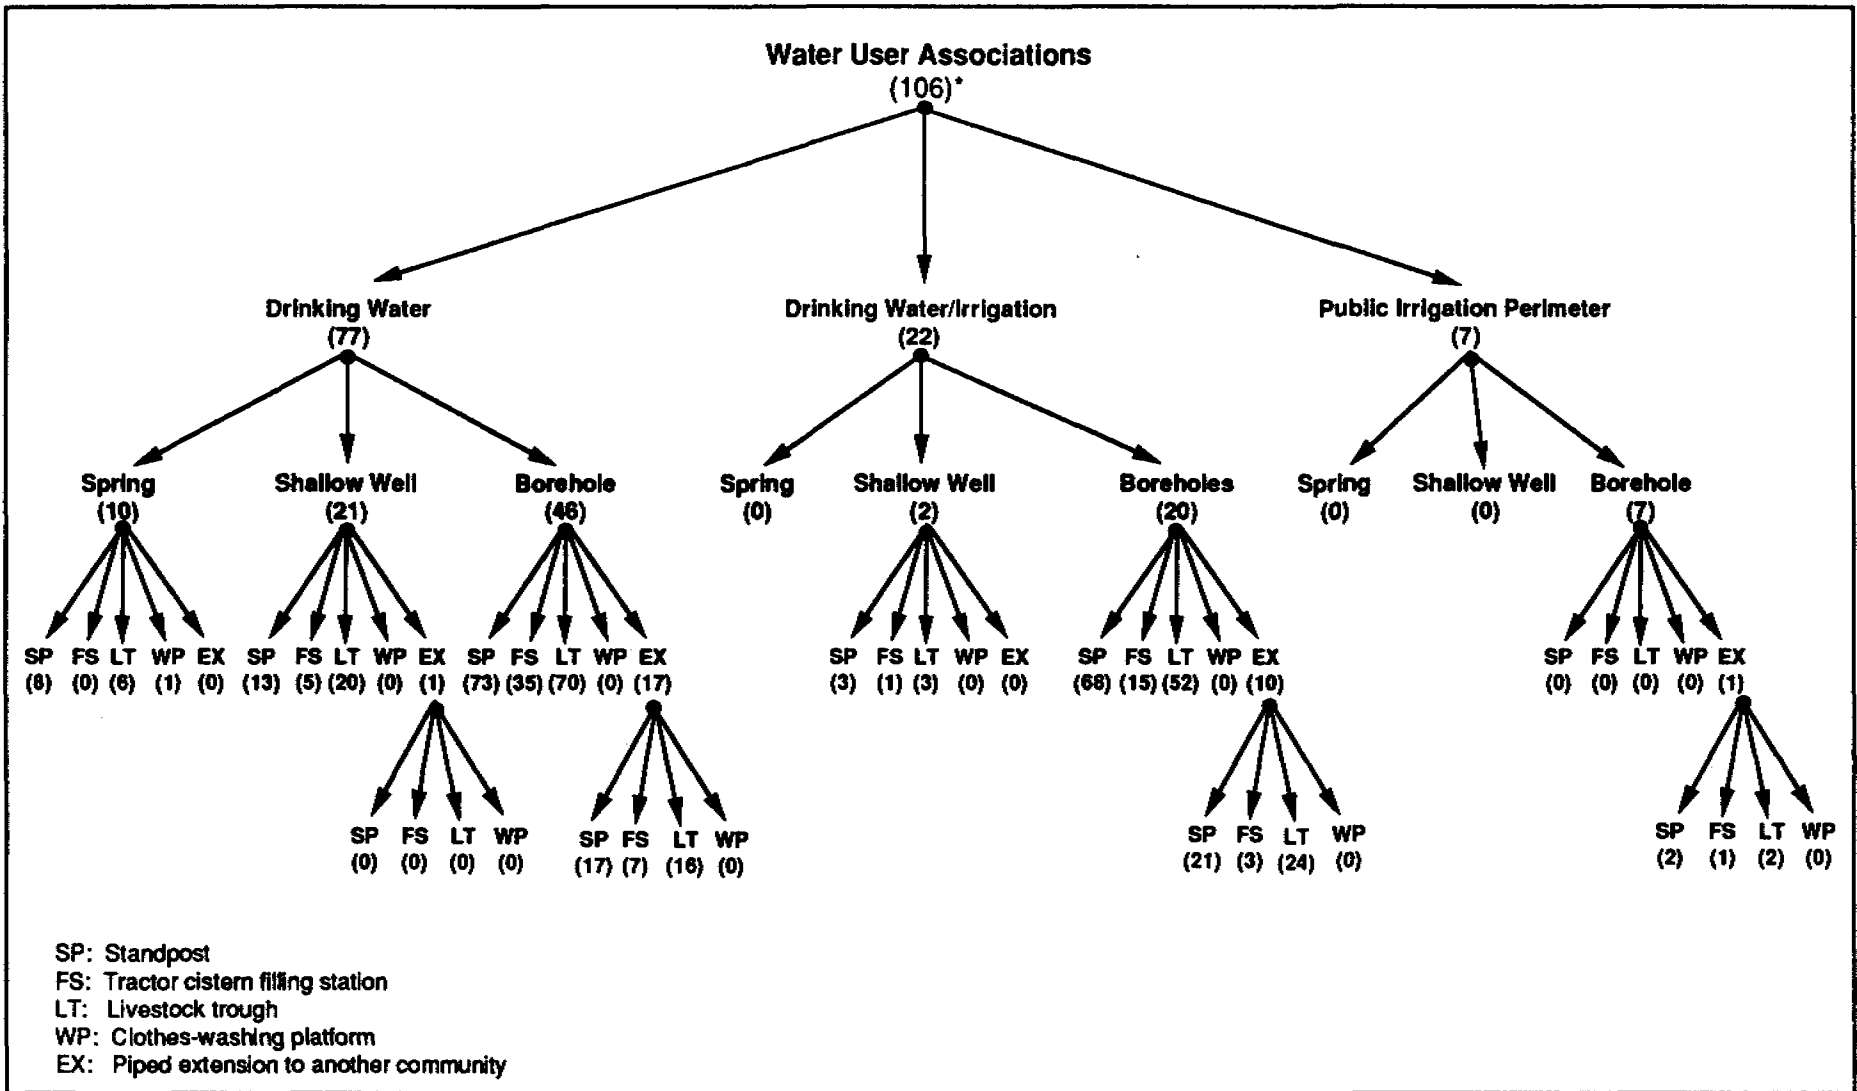 Water User Associations
(106)*
Drinking Water Drinking Water/Irrigation Public Irrigation Perimeter
(77) (22) (7)
Spring Shallow Well Borehole Spring Shallow Well Boreholes Spring Shallow Well Borehole
(10) (21) (46) (0) (2) (20) (0) (0) (7)
SP FS LT WP EX SP FS LT WP EX SP FS LT WP EX SP FS LT WP EX SP FS LT WP EX SP FS LT WP EX
(8) (0) (6) (1) (0) (13) (5) (20) (0) (1) (73) (35) (70) (0) (17) (3) (1) (3) (0) (0) (68) (15) (52) (0) (10) (0) (0) (0) (0) (1)
SP FS LT WP SP FS LT WP SP FS LT WP SP FS LT WP
(0) (0) (0) (0) (17) (7) (16) (0) (21) (3) (24) (0) (2) (1) (2) (0)
SP: Standpost
FS: Tractor cistern filling station
LT: Livestock trough
WP: Clothes-washing platform
EX: Piped extension to another community